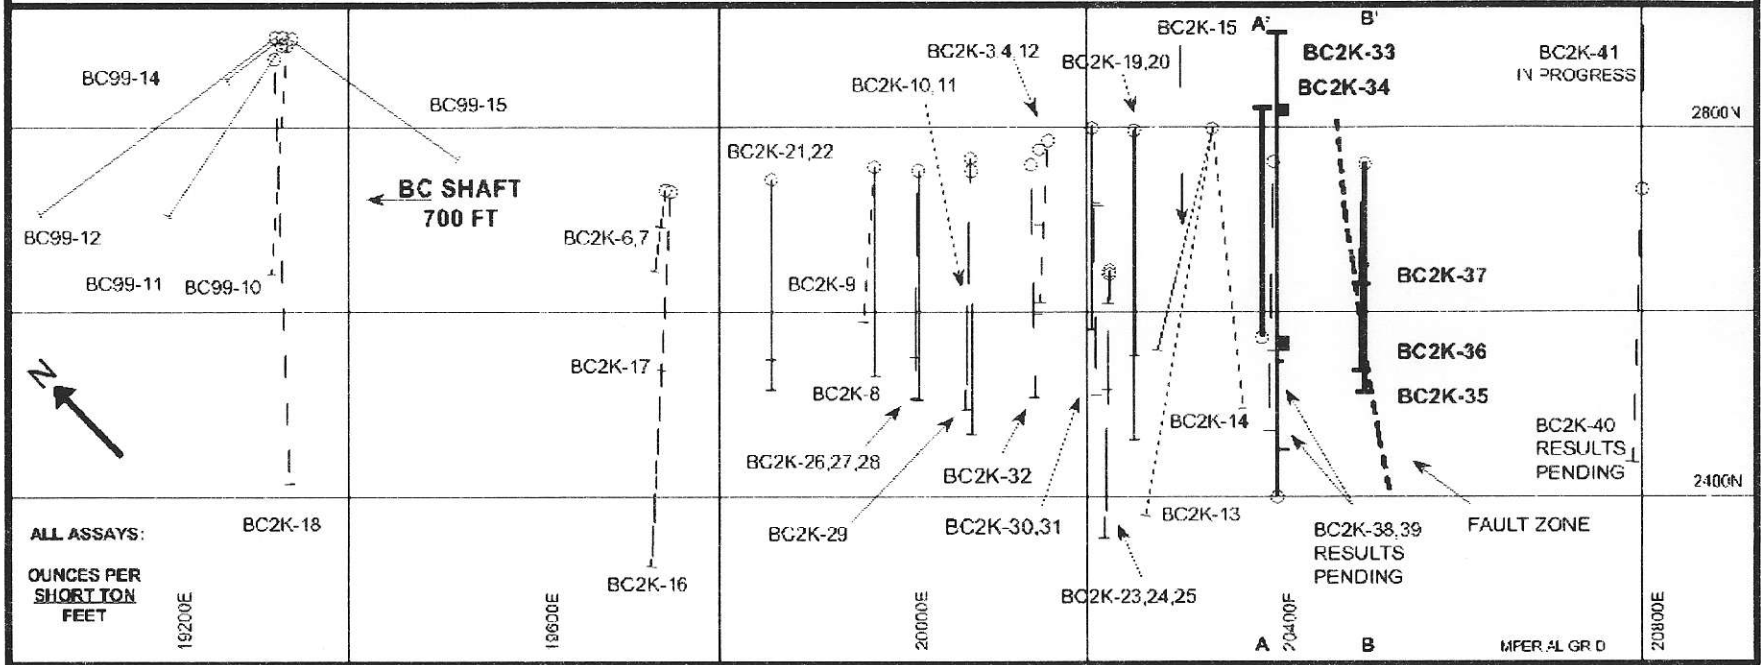 A'
B'
BC2K-15
BC2K-33
BC2K-34
BC2K-41
IN PROGRESS
BC2K-3,4,12
BC2K-19,20
BC99-14
BC2K-10,11
BC99-15
2800N
BC2K-21,22
BC SHAFT
700 FT
BC99-12
BC2K-6,7
BC99-11
BC99-10
BC2K-9
BC2K-37
BC2K-36
BC2K-17
BC2K-8
BC2K-35
BC2K-14
BC2K-40
RESULTS
PENDING
BC2K-26,27,28
BC2K-32
2400N
N
BC2K-18
BC2K-29
BC2K-30,31
BC2K-13
BC2K-38,39
RESULTS
PENDING
FAULT ZONE
ALL ASSAYS:
OUNCES PER
SHORT TON
FEET
BC2K-16
BC2K-23,24,25
19200E
19600E
20000E
20400E
20800E
A
B
IMPERIAL GRID